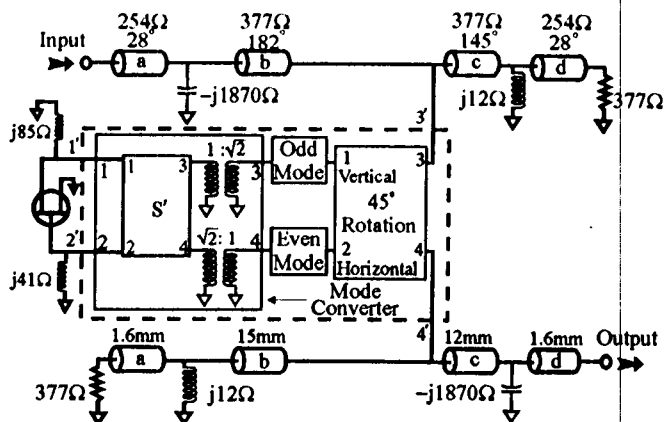 254Ω
28°
377Ω
182°
377Ω
145°
254Ω
28°
Input
a
b
c
d
-j1870Ω
j12Ω
377Ω
3'
j85Ω
1'
1
1
3
1 : √2
3
Odd
Mode
1
3
Vertical
S'
45°
Rotation
2'
2
2
4
√2: 1
4
Even
Mode
2
4
Horizontal
j41Ω
Mode
Converter
4'
1.6mm
15mm
12mm
1.6mm
Output
a
b
c
d
377Ω
j12Ω
-j1870Ω